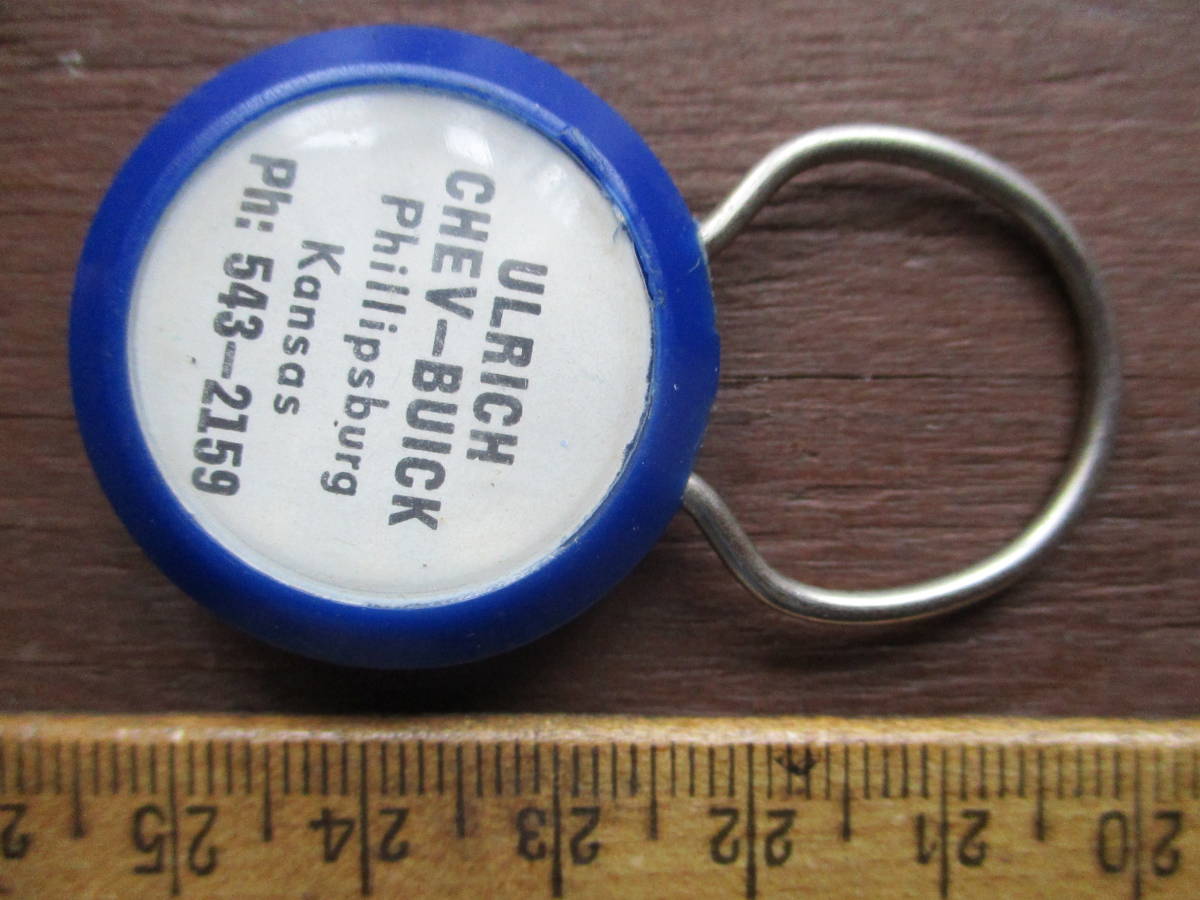 ULRICH
CHEV-BUICK
Phillipsburg
Kansas
Ph: 543-2159
25
24
23
22
21
20